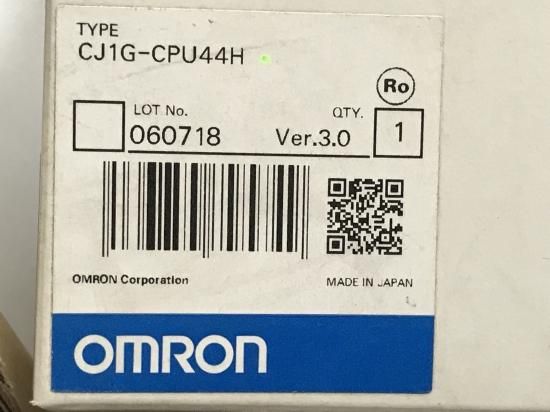 TYPE
CJ1G-CPU44H
Ro
LOT No.
QTY.
060718
Ver.3.0
1
OMRON Corporation
MADE IN JAPAN
OMRON